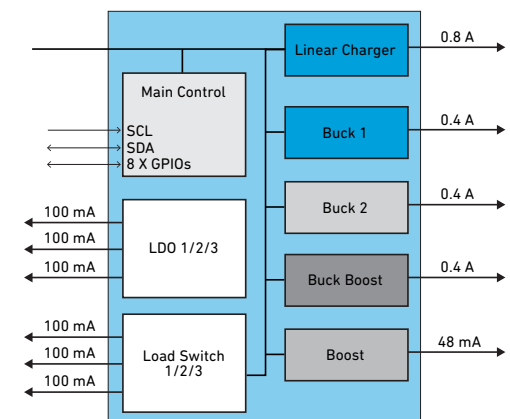 Linear Charger
0.8 A
Main Control
SCL
SDA
8 X GPIOs
Buck 1
0.4 A
Buck 2
0.4 A
100 mA
100 mA
100 mA
LDO 1/2/3
Buck Boost
0.4 A
100 mA
100 mA
100 mA
Load Switch
1/2/3
Boost
48 mA